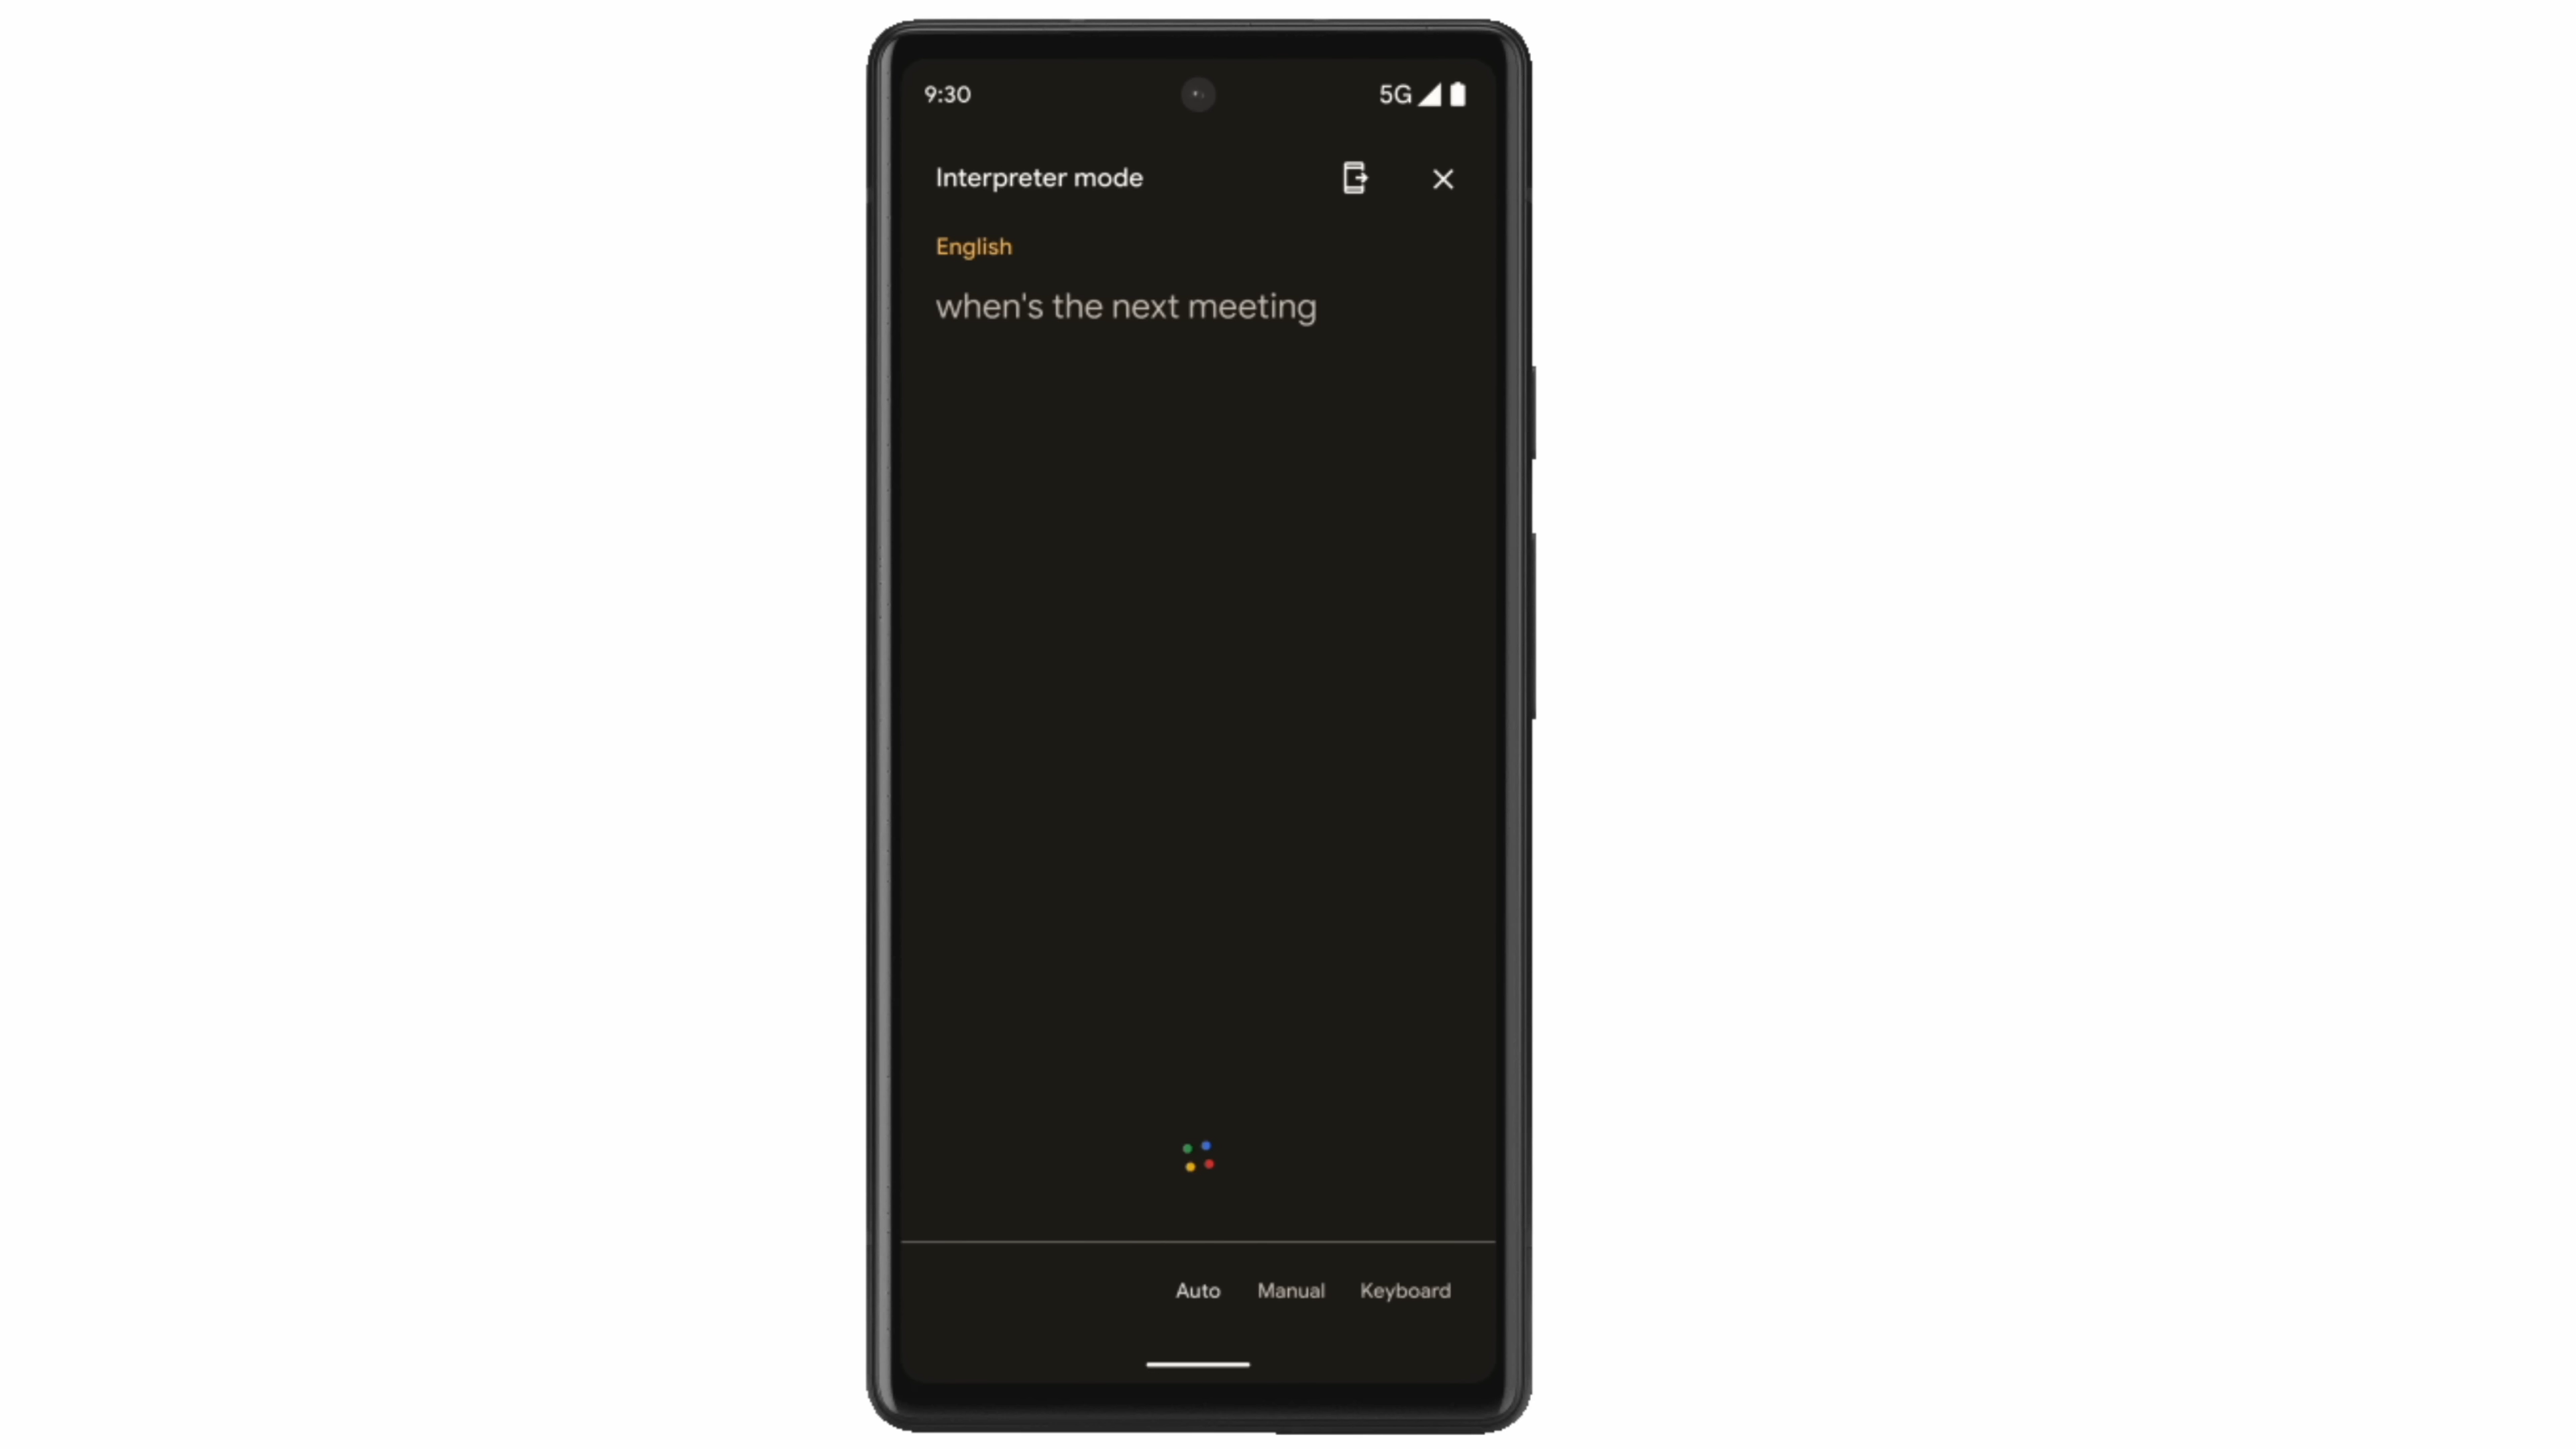 9:30 5G
Interpreter mode
English
when's the next meeting
Auto Manual Keyboard